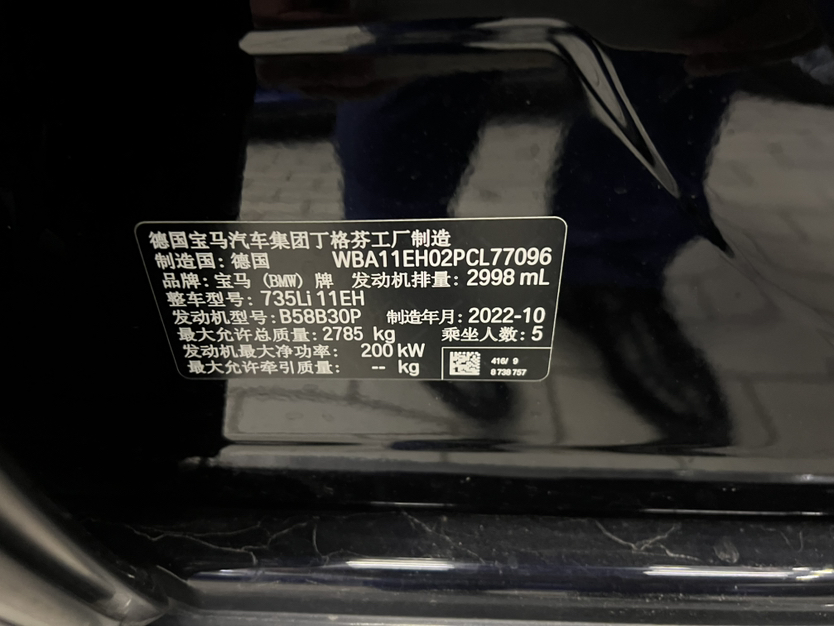 德国宝马汽车集团丁格芬工厂制造
制造国：德国 WBA11EH02PCL77096
品牌：宝马（BMW）牌 发动机排量：2998 mL
整车型号：735Li 11EH
发动机型号：B58B30P 制造年月：2022-10
最大允许总质量：2785 kg 乘坐人数：5
发动机最大净功率： 200 kW
最大允许牵引质量： -- kg
416/ 9
8 738 757